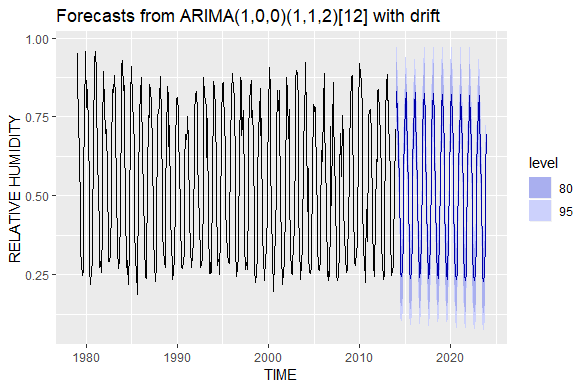 Forecasts from ARIMA(1,0,0)(1,1,2)[12] with drift
1.00
0.75
0.50
0.25
RELATIVE HUMIDITY
1980
1990
2000
2010
2020
TIME
level
80
95